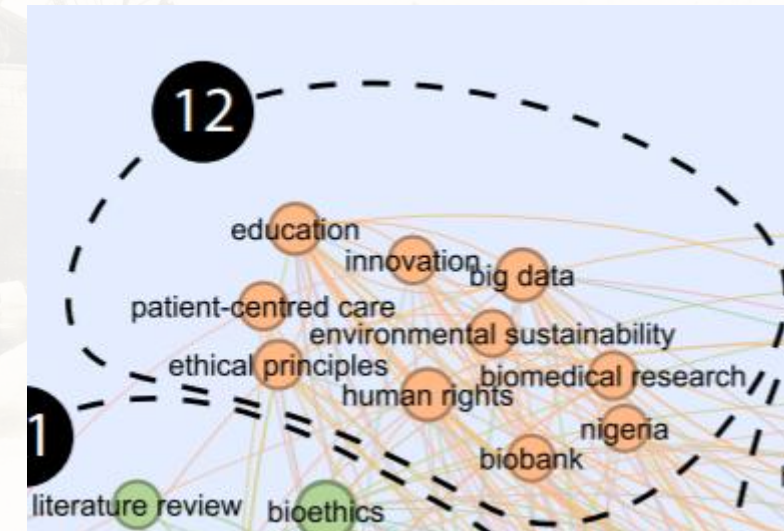 12
education
innovation
big data
patient-centred care
environmental sustainability
ethical principles
biomedical research
human rights
nigeria
biobank
1
literature review
bioethics